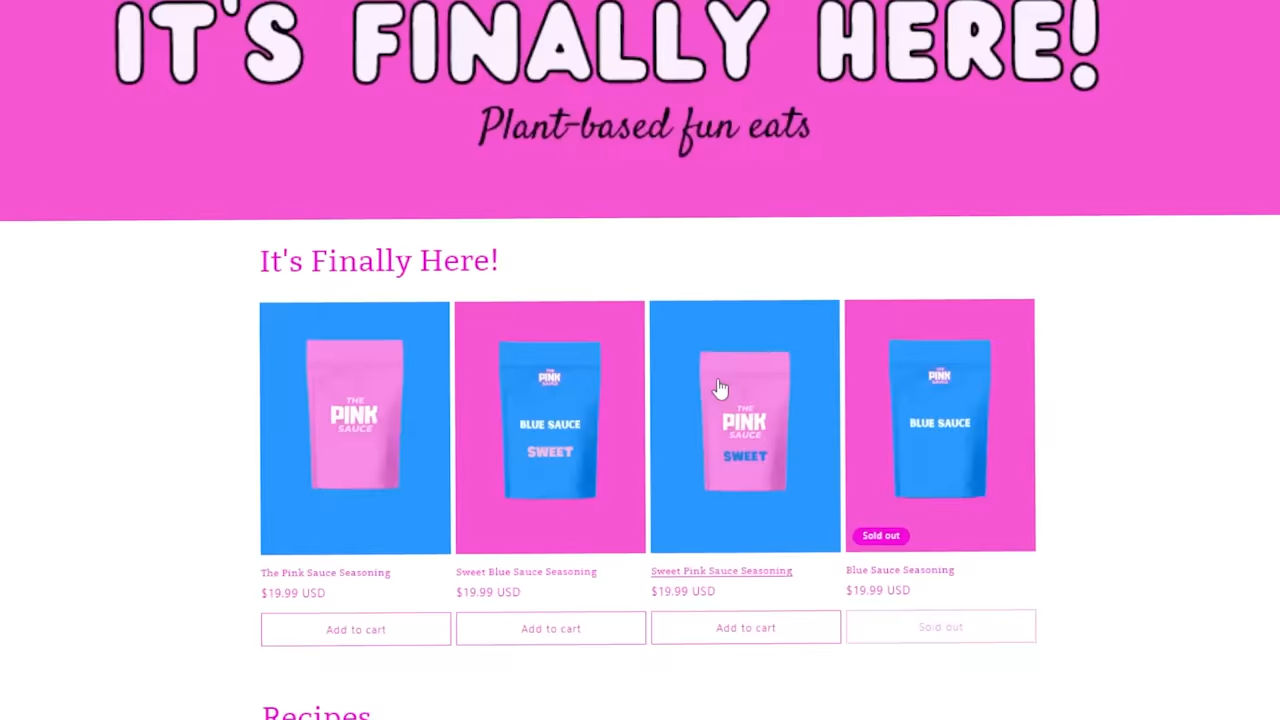 IT'S FINALLY HERE!
Plant-based fun eats
It's Finally Here!
THE
PINK
SAUCE
THE
PINK
SAUCE
BLUE SAUCE
SWEET
THE
PINK
SAUCE
SWEET
THE
PINK
SAUCE
BLUE SAUCE
Sold out
The Pink Sauce Seasoning
$19.99 USD
Add to cart
Sweet Blue Sauce Seasoning
$19.99 USD
Add to cart
Sweet Pink Sauce Seasoning
$19.99 USD
Add to cart
Blue Sauce Seasoning
$19.99 USD
Sold out
Recipes